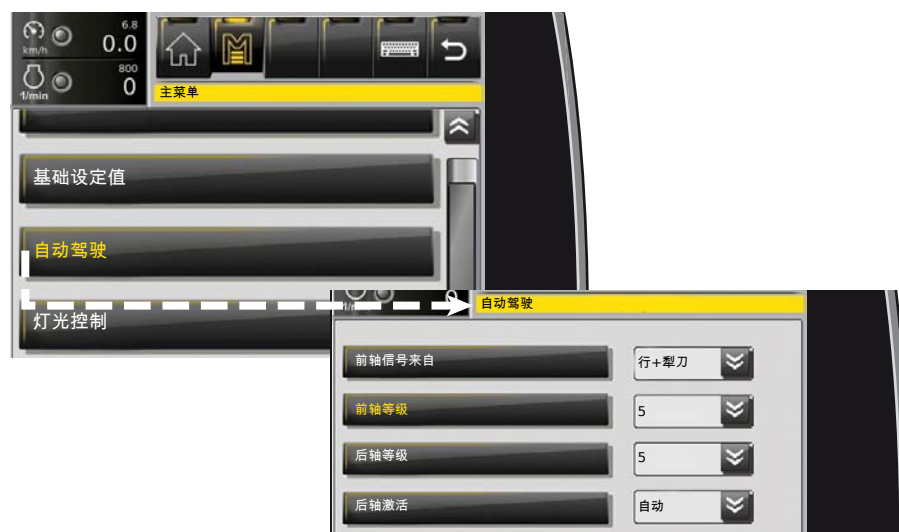 6.8
km/h 0.0
800
1/min 0
主菜单
基础设定值
自动驾驶
灯光控制
自动驾驶
前轴信号来自 行+犁刀
前轴等级 5
后轴等级 5
后轴激活 自动